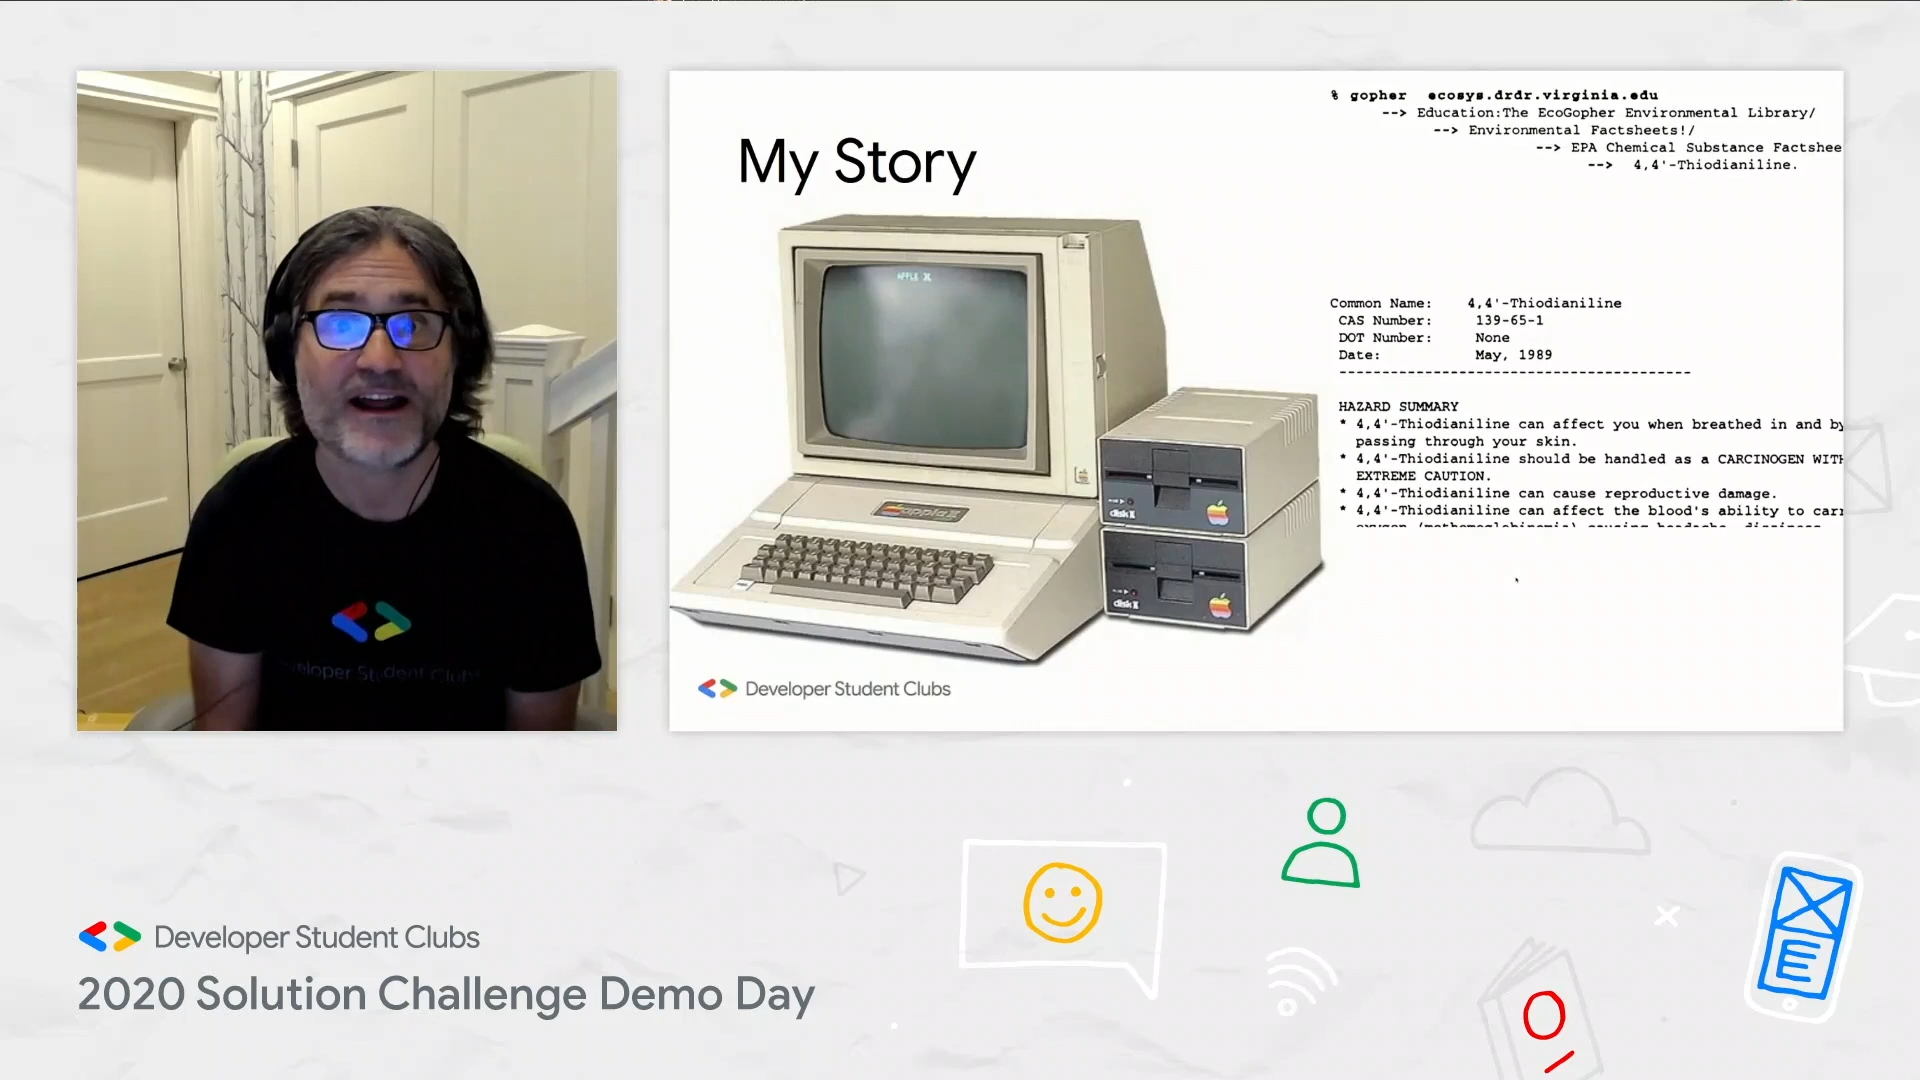 My Story
% gopher ecosys.drdr.virginia.edu
--> Education:The EcoGopher Environmental Library/
--> Environmental Factsheets!/
--> EPA Chemical Substance Factshee
--> 4,4'-Thiodianiline.
Common Name: 4,4'-Thiodianiline
CAS Number: 139-65-1
DOT Number: None
Date: May, 1989
----------------------------------------
HAZARD SUMMARY
* 4,4'-Thiodianiline can affect you when breathed in and by
passing through your skin.
* 4,4'-Thiodianiline should be handled as a CARCINOGEN WITH
EXTREME CAUTION.
* 4,4'-Thiodianiline can cause reproductive damage.
* 4,4'-Thiodianiline can affect the blood's ability to carr
APPLE ][
apple ][
disk ][
disk ][
Developer Student Clubs
veloper Student Clubs
Developer Student Clubs
2020 Solution Challenge Demo Day